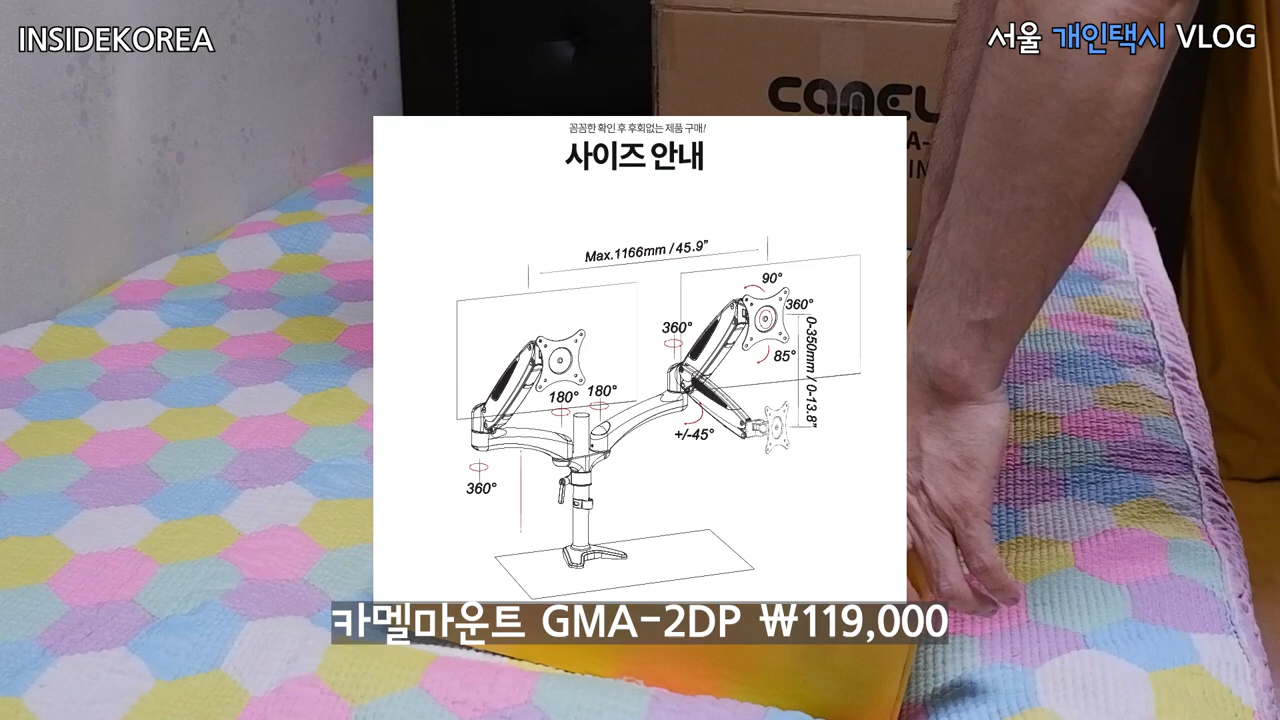 INSIDEKOREA
서울 개인택시 VLOG
CAMEL
A-
IN
꼼꼼한 확인 후 후회없는 제품 구매!
사이즈 안내
Max.1166mm / 45.9”
90°
360°
360°
0-350mm / 0-13.8”
85°
180°
180°
+/-45°
360°
카멜마운트 GMA-2DP ₩119,000